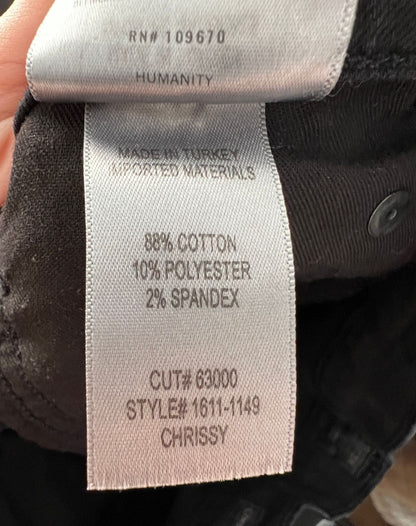 RN# 109670
HUMANITY
MADE IN TURKEY
IMPORTED MATERIALS
88% COTTON
10% POLYESTER
2% SPANDEX
CUT# 63000
STYLE# 1611-1149
CHRISSY